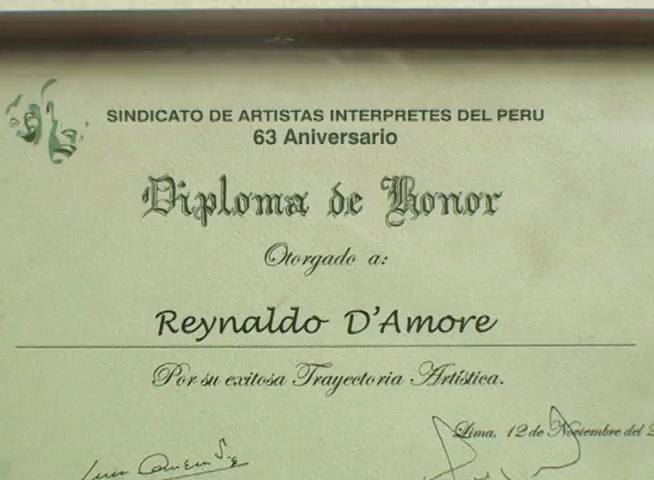 SINDICATO DE ARTISTAS INTERPRETES DEL PERU
63 Aniversario
Diploma de Honor
Otorgado a:
Reynaldo D'Amore
Por su exitosa Trayectoria Artística.
Lima, 12 de Noviembre del